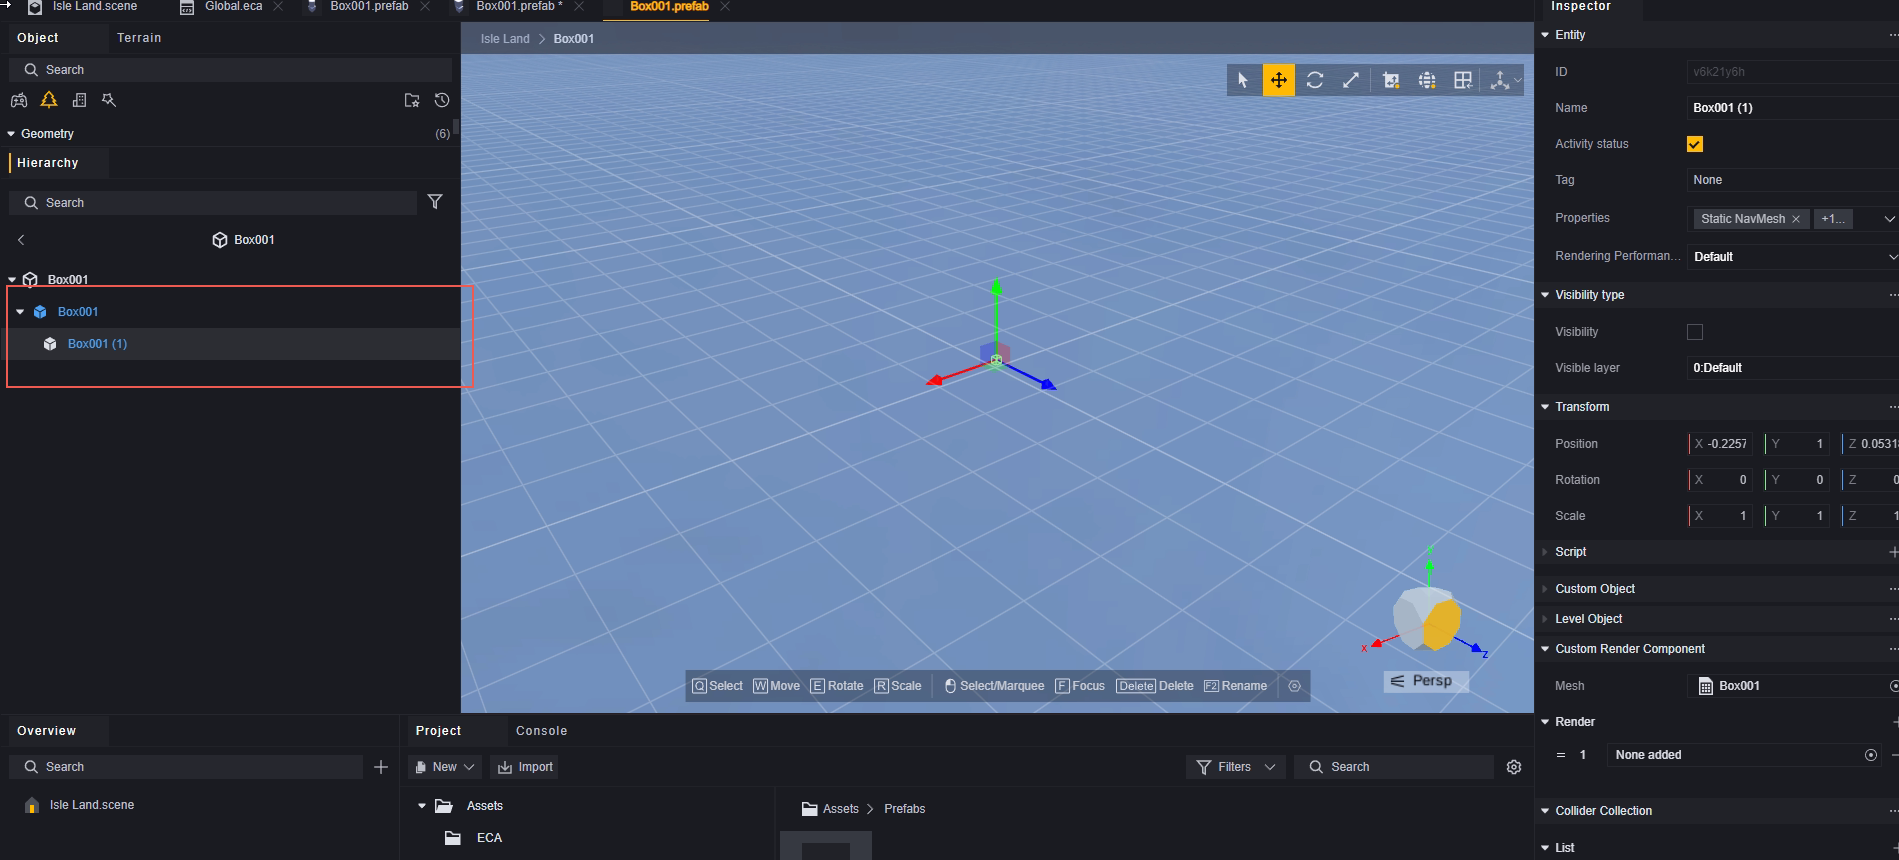 Isle Land.scene
Global.eca
Box001.prefab
Box001.prefab *
Box001.prefab
Object
Terrain
Search
Geometry
(6)
Hierarchy
Search
Box001
Box001
Box001
Box001 (1)
Isle Land > Box001
y
x
z
Persp
Q Select
W Move
E Rotate
R Scale
Select/Marquee
F Focus
Delete Delete
F2 Rename
Overview
Search
Isle Land.scene
Project
Console
New
Import
Filters
Search
Assets
ECA
Assets > Prefabs
Inspector
Entity
ID v6k21y6h
Name Box001 (1)
Activity status
Tag None
Properties Static NavMesh +1...
Rendering Performan... Default
Visibility type
Visibility
Visible layer 0:Default
Transform
Position X -0.2257 Y 1 Z 0.0531
Rotation X 0 Y 0 Z 0
Scale X 1 Y 1 Z 1
Script
Custom Object
Level Object
Custom Render Component
Mesh Box001
Render
= 1 None added
Collider Collection
List